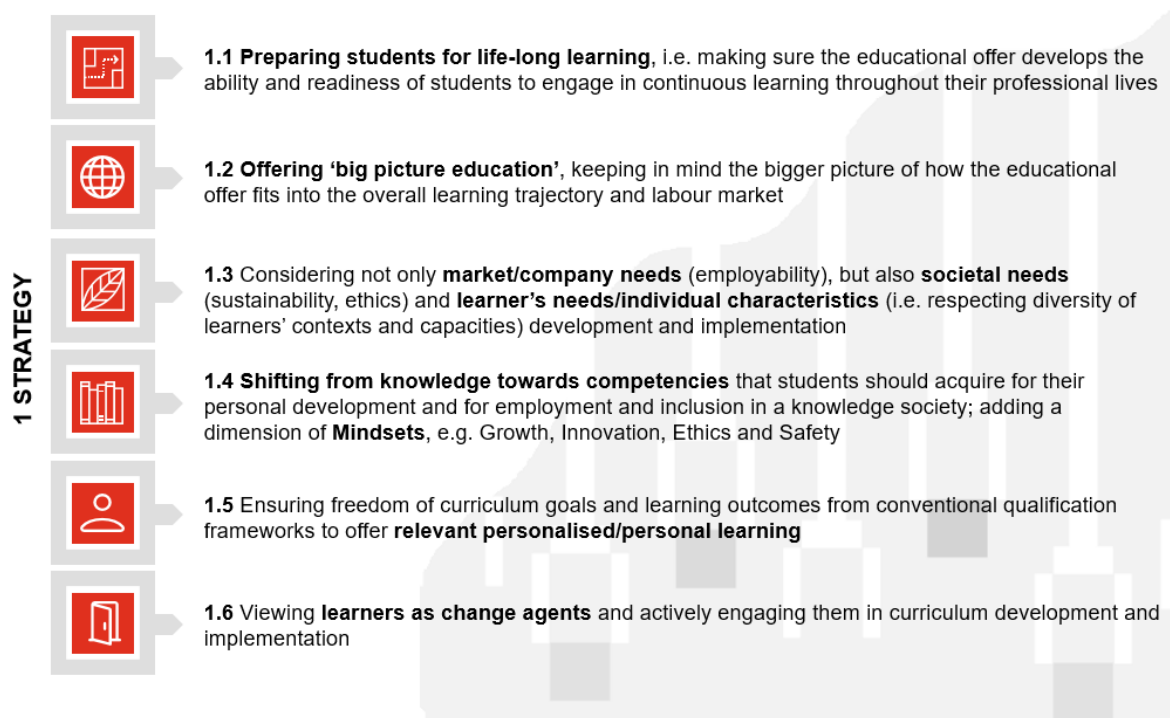 1 STRATEGY
1.1 Preparing students for life-long learning, i.e. making sure the educational offer develops the
ability and readiness of students to engage in continuous learning throughout their professional lives
1.2 Offering ‘big picture education’, keeping in mind the bigger picture of how the educational
offer fits into the overall learning trajectory and labour market
1.3 Considering not only market/company needs (employability), but also societal needs
(sustainability, ethics) and learner’s needs/individual characteristics (i.e. respecting diversity of
learners’ contexts and capacities) development and implementation
1.4 Shifting from knowledge towards competencies that students should acquire for their
personal development and for employment and inclusion in a knowledge society; adding a
dimension of Mindsets, e.g. Growth, Innovation, Ethics and Safety
1.5 Ensuring freedom of curriculum goals and learning outcomes from conventional qualification
frameworks to offer relevant personalised/personal learning
1.6 Viewing learners as change agents and actively engaging them in curriculum development and
implementation